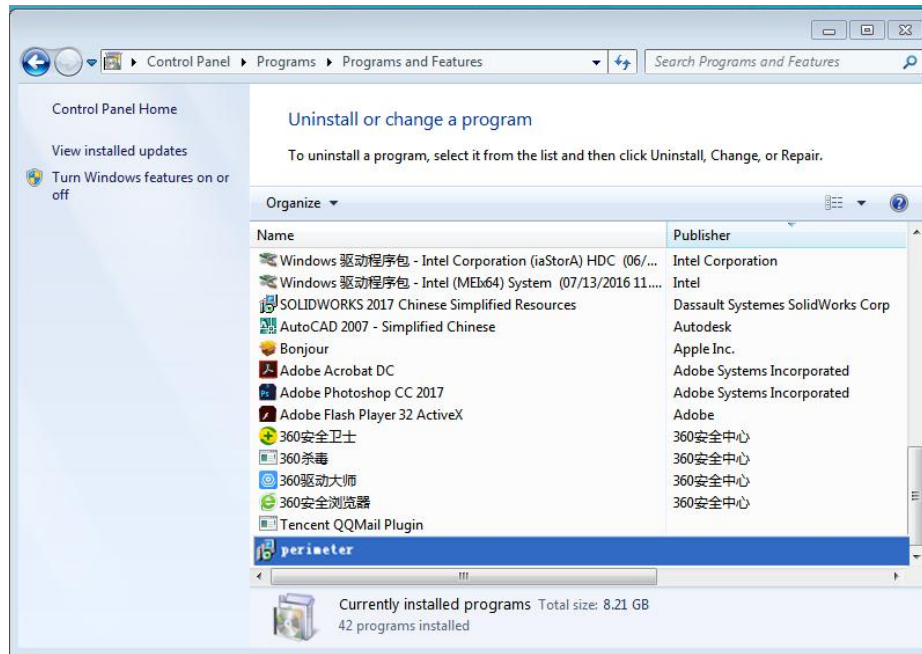 Control Panel Programs Programs and Features Search Programs and Features
Control Panel Home
View installed updates
Turn Windows features on or
off
Uninstall or change a program
To uninstall a program, select it from the list and then click Uninstall, Change, or Repair.
Organize
Name Publisher
Windows 驱动程序包 - Intel Corporation (iaStorA) HDC (06/... Intel Corporation
Windows 驱动程序包 - Intel (MEIx64) System (07/13/2016 11.... Intel
SOLIDWORKS 2017 Chinese Simplified Resources Dassault Systemes SolidWorks Corp
AutoCAD 2007 - Simplified Chinese Autodesk
Bonjour Apple Inc.
Adobe Acrobat DC Adobe Systems Incorporated
Adobe Photoshop CC 2017 Adobe Systems Incorporated
Adobe Flash Player 32 ActiveX Adobe
360安全卫士 360安全中心
360杀毒 360安全中心
360驱动大师 360安全中心
360安全浏览器 360安全中心
Tencent QQMail Plugin
perimeter
Currently installed programs Total size: 8.21 GB
42 programs installed